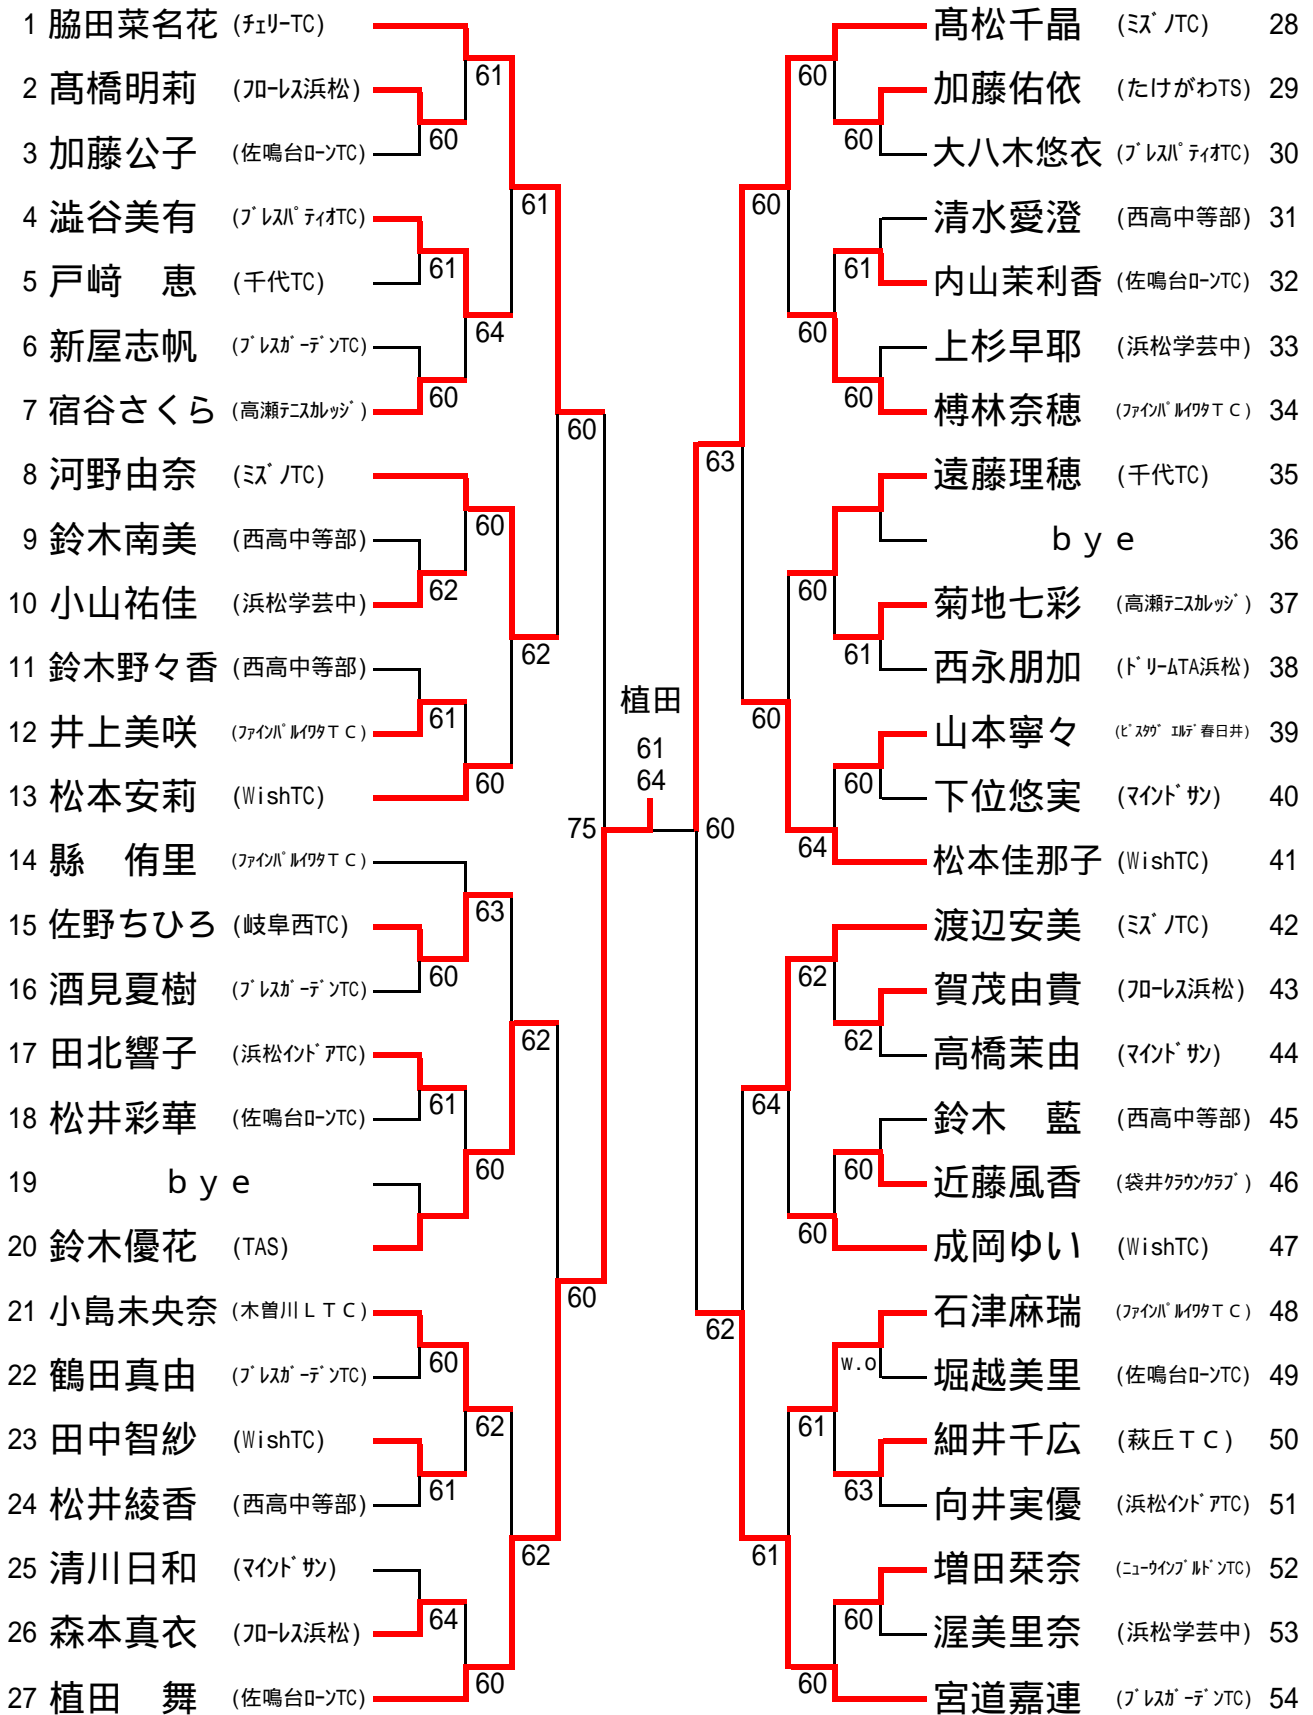 1 脇田菜名花 (チェリーTC)
2 髙橋明莉 (フローレス浜松)
3 加藤公子 (佐鳴台ローンTC)
4 澁谷美有 (ブレスパティオTC)
5 戸﨑　恵 (千代TC)
6 新屋志帆 (ブレスガーデンTC)
7 宿谷さくら (高瀬テニスカレッジ)
8 河野由奈 (ミズノTC)
9 鈴木南美 (西高中等部)
10 小山祐佳 (浜松学芸中)
11 鈴木野々香 (西高中等部)
12 井上美咲 (ファインパルイワタＴＣ)
13 松本安莉 (WishTC)
14 縣　侑里 (ファインパルイワタＴＣ)
15 佐野ちひろ (岐阜西TC)
16 酒見夏樹 (ブレスガーデンTC)
17 田北響子 (浜松インドアTC)
18 松井彩華 (佐鳴台ローンTC)
19 ｂｙｅ
20 鈴木優花 (TAS)
21 小島未央奈 (木曽川ＬＴＣ)
22 鶴田真由 (ブレスガーデンTC)
23 田中智紗 (WishTC)
24 松井綾香 (西高中等部)
25 清川日和 (マインドサン)
26 森本真衣 (フローレス浜松)
27 植田　舞 (佐鳴台ローンTC)
60
61
60
62
61
60
61
60
61
64
61
64
60
60
63
60
62
61
60
61
62
62
62
60
60
75
植田
61
64
60
63
62
60
60
64
61
60
60
60
64
62
60
61
60
60
61
60
61
60
62
60
w.o
63
60
髙松千晶 (ミズノTC) 28
加藤佑依 (たけがわTS) 29
大八木悠衣 (ブレスパティオTC) 30
清水愛澄 (西高中等部) 31
内山茉利香 (佐鳴台ローンTC) 32
上杉早耶 (浜松学芸中) 33
榑林奈穂 (ファインパルイワタＴＣ) 34
遠藤理穂 (千代TC) 35
ｂｙｅ 36
菊地七彩 (高瀬テニスカレッジ) 37
西永朋加 (ドリームTA浜松) 38
山本寧々 (ビスタヴェルデ春日井) 39
下位悠実 (マインドサン) 40
松本佳那子 (WishTC) 41
渡辺安美 (ミズノTC) 42
賀茂由貴 (フローレス浜松) 43
高橋茉由 (マインドサン) 44
鈴木　藍 (西高中等部) 45
近藤風香 (袋井クラウンクラブ) 46
成岡ゆい (WishTC) 47
石津麻瑞 (ファインパルイワタＴＣ) 48
堀越美里 (佐鳴台ローンTC) 49
細井千広 (萩丘ＴＣ) 50
向井実優 (浜松インドアTC) 51
増田栞奈 (ニューウインブルドンTC) 52
渥美里奈 (浜松学芸中) 53
宮道嘉連 (ブレスガーデンTC) 54